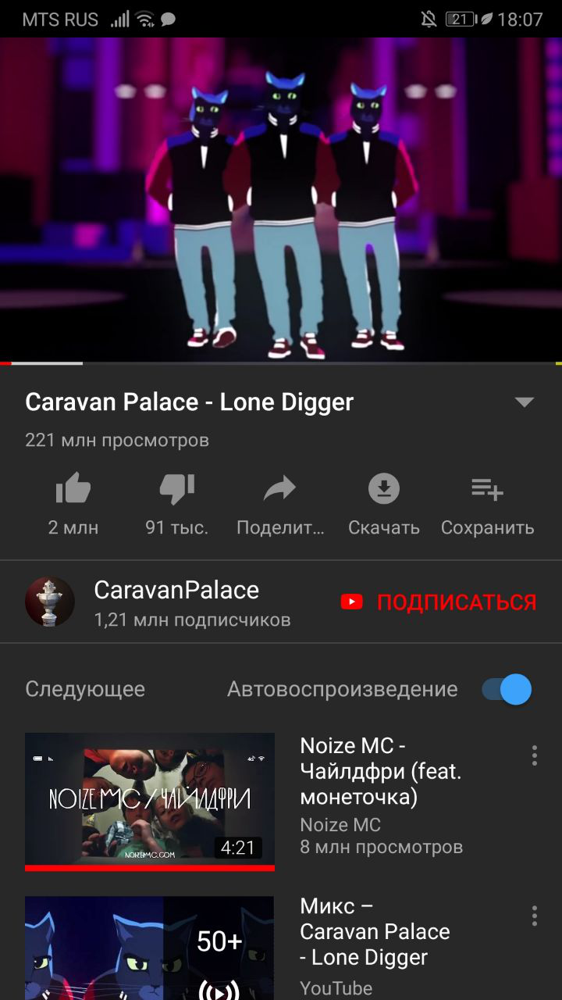 MTS RUS 21 18:07
Caravan Palace - Lone Digger
221 млн просмотров
2 млн 91 тыс. Поделит... Скачать Сохранить
CaravanPalace
1,21 млн подписчиков
ПОДПИСАТЬСЯ
Следующее Автовоспроизведение
NOIZE MC / ЧАЙЛДФРИ
NOIZEMC.COM
4:21
Noize MC -
Чайлдфри (feat.
монеточка)
Noize MC
8 млн просмотров
50+
Микс –
Caravan Palace
- Lone Digger
YouTube